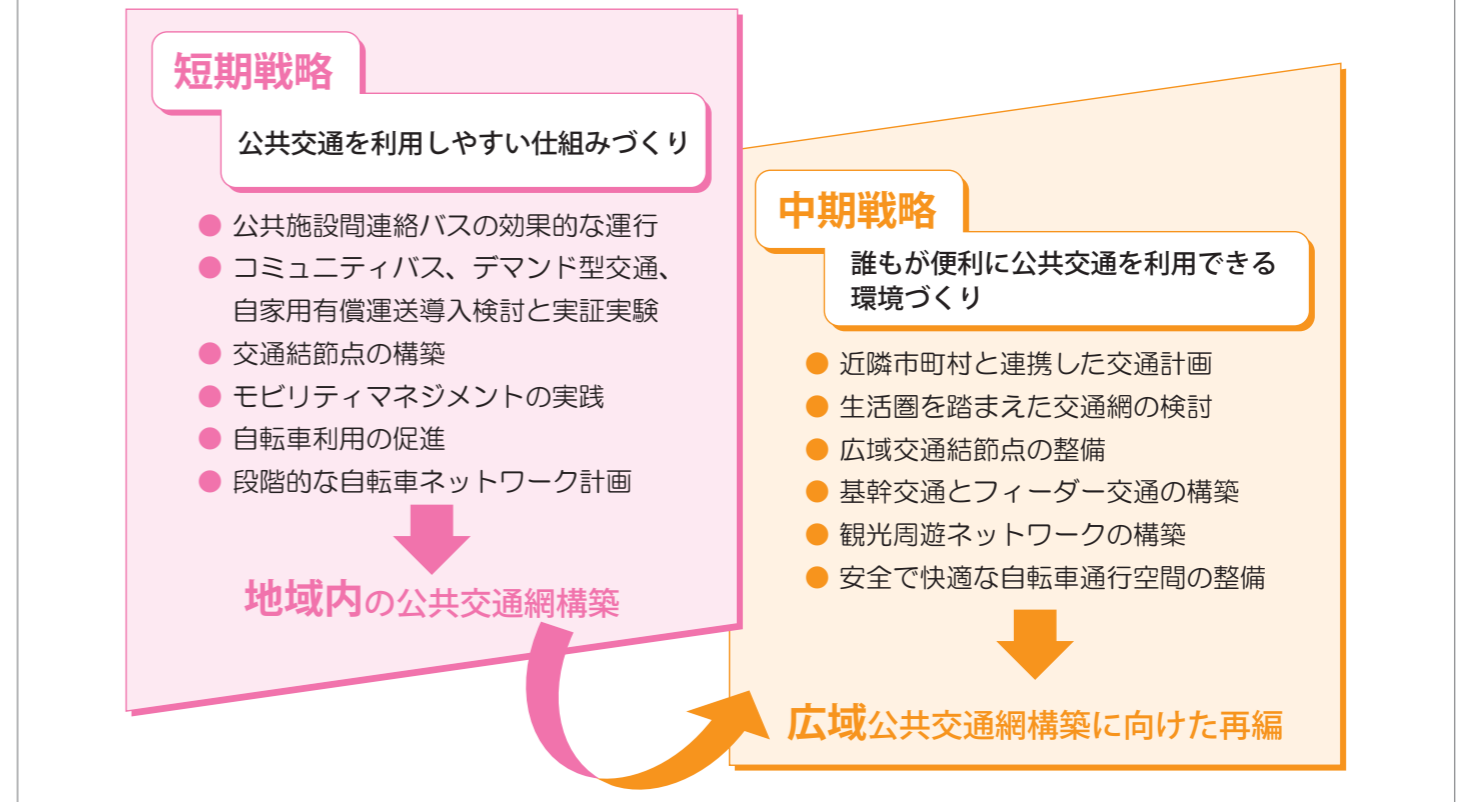 短期戦略
公共交通を利用しやすい仕組みづくり
● 公共施設間連絡バスの効果的な運行
● コミュニティバス、デマンド型交通、
自家用有償運送導入検討と実証実験
● 交通結節点の構築
● モビリティマネジメントの実践
● 自転車利用の促進
● 段階的な自転車ネットワーク計画
地域内の公共交通網構築
中期戦略
誰もが便利に公共交通を利用できる
環境づくり
● 近隣市町村と連携した交通計画
● 生活圏を踏まえた交通網の検討
● 広域交通結節点の整備
● 基幹交通とフィーダー交通の構築
● 観光周遊ネットワークの構築
● 安全で快適な自転車通行空間の整備
広域公共交通網構築に向けた再編